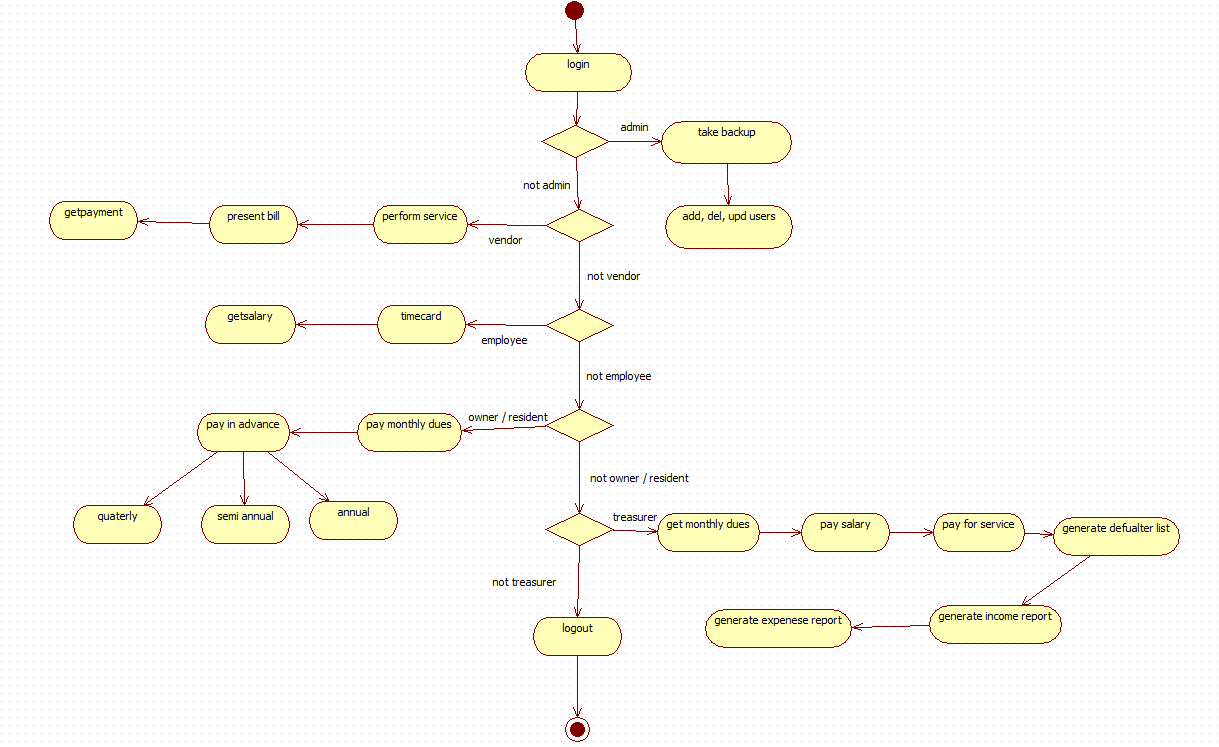 login
admin
take backup
not admin
getpayment
present bill
perform service
add, del, upd users
vendor
not vendor
getsalary
timecard
employee
not employee
pay in advance
pay monthly dues
owner / resident
not owner / resident
quaterly
semi annual
annual
treasurer
get monthly dues
pay salary
pay for service
generate defualter list
not treasurer
logout
generate expenese report
generate income report